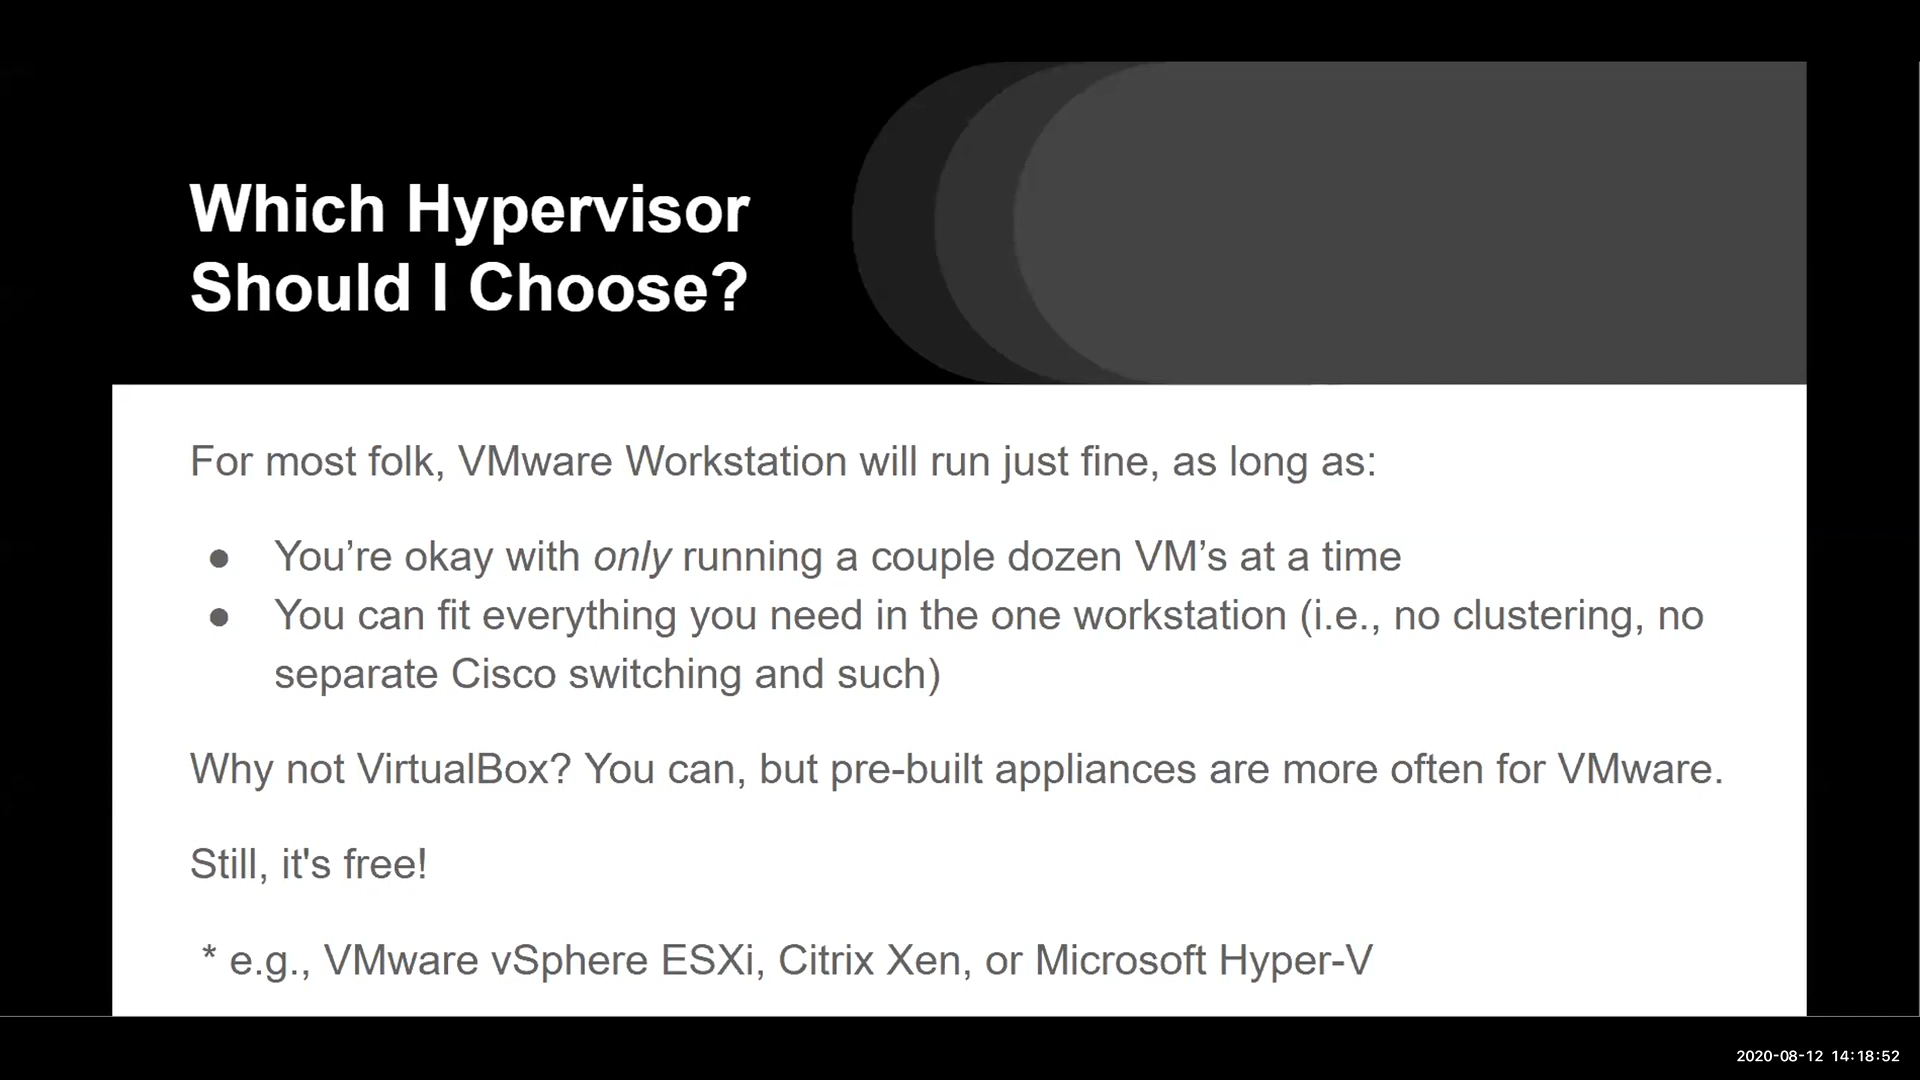 Which Hypervisor
Should I Choose?
For most folk, VMware Workstation will run just fine, as long as:
● You’re okay with only running a couple dozen VM’s at a time
● You can fit everything you need in the one workstation (i.e., no clustering, no
separate Cisco switching and such)
Why not VirtualBox? You can, but pre-built appliances are more often for VMware.
Still, it's free!
* e.g., VMware vSphere ESXi, Citrix Xen, or Microsoft Hyper-V
2020-08-12 14:18:52